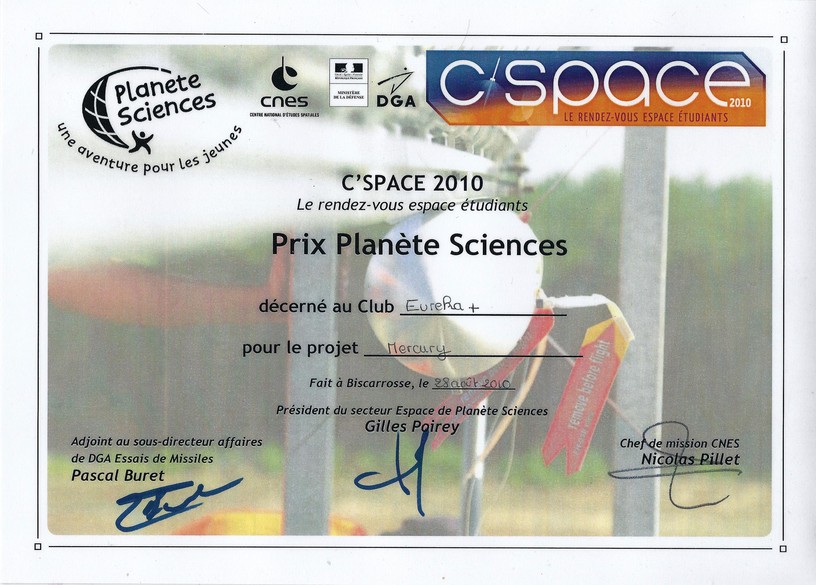 Planète
Sciences
une aventure pour les jeunes
cnes
CENTRE NATIONAL D'ÉTUDES SPATIALES
MINISTÈRE
DE LA DÉFENSE
DGA
C'Space
2010
LE RENDEZ-VOUS ESPACE ÉTUDIANTS
C'SPACE 2010
Le rendez-vous espace étudiants
Prix Planète Sciences
décerné au Club Eureka +
pour le projet Mercury
Fait à Biscarrosse, le 28 août 2010
Président du secteur Espace de Planète Sciences
Gilles Poirey
Adjoint au sous-directeur affaires
de DGA Essais de Missiles
Pascal Buret
Chef de mission CNES
Nicolas Pillet
remove before flight